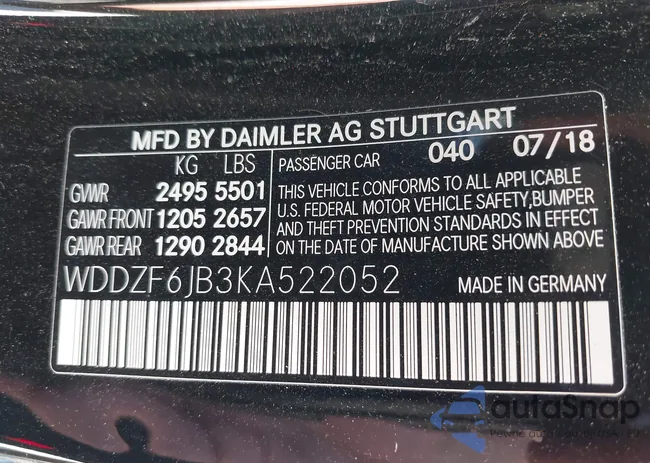 MFD BY DAIMLER AG STUTTGART
KG LBS
GVWR 2495 5501
GAWR FRONT 1205 2657
GAWR REAR 1290 2844
PASSENGER CAR 040 07/18
THIS VEHICLE CONFORMS TO ALL APPLICABLE
U.S. FEDERAL MOTOR VEHICLE SAFETY,BUMPER
AND THEFT PREVENTION STANDARDS IN EFFECT
ON THE DATE OF MANUFACTURE SHOWN ABOVE
WDDZF6JB3KA522052
MADE IN GERMANY
autaSnap